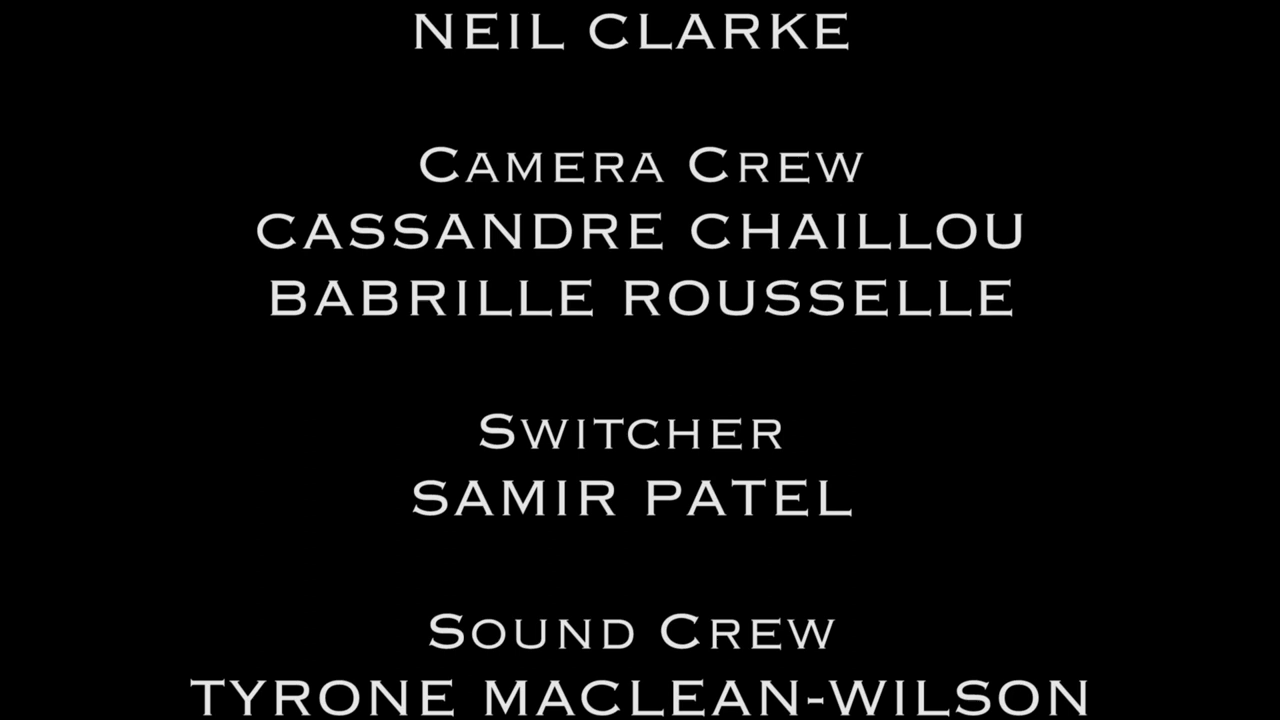 NEIL CLARKE
Camera Crew
CASSANDRE CHAILLOU
BABRILLE ROUSSELLE
Switcher
SAMIR PATEL
Sound Crew
TYRONE MACLEAN-WILSON